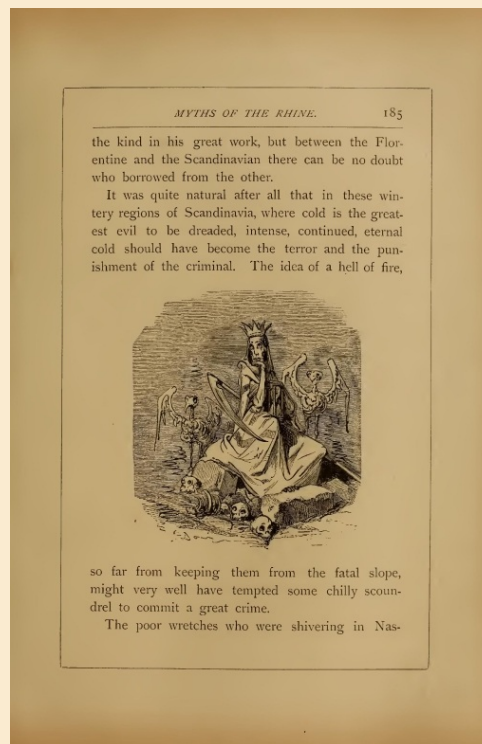 MYTHS OF THE RHINE. 185
the kind in his great work, but between the Flor-
entine and the Scandinavian there can be no doubt
who borrowed from the other.
It was quite natural after all that in these win-
tery regions of Scandinavia, where cold is the great-
est evil to be dreaded, intense, continued, eternal
cold should have become the terror and the pun-
ishment of the criminal. The idea of a hell of fire,
so far from keeping them from the fatal slope,
might very well have tempted some chilly scoun-
drel to commit a great crime.
The poor wretches who were shivering in Nas-